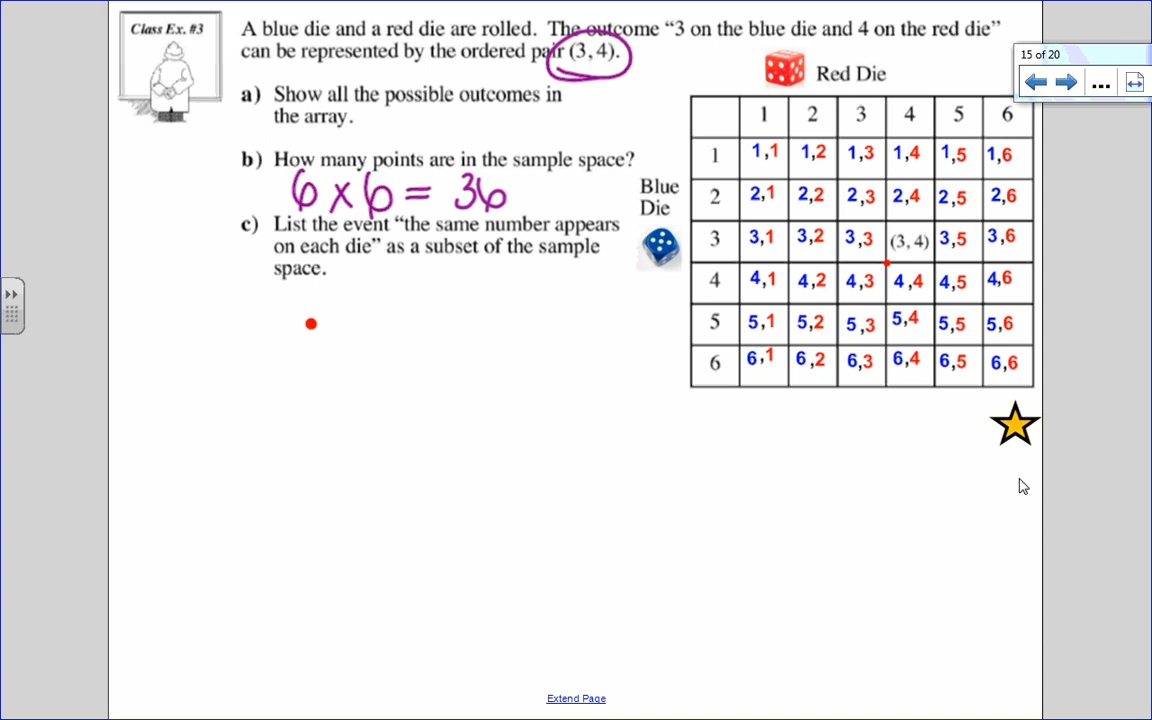 Class Ex. #3
A blue die and a red die are rolled. The outcome “3 on the blue die and 4 on the red die”
can be represented by the ordered pair (3, 4).
15 of 20
...
Red Die
a) Show all the possible outcomes in
the array.
b) How many points are in the sample space?
6 x 6 = 36
c) List the event “the same number appears
on each die” as a subset of the sample
space.
Blue
Die
1 2 3 4 5 6
1 1,1 1,2 1,3 1,4 1,5 1,6
2 2,1 2,2 2,3 2,4 2,5 2,6
3 3,1 3,2 3,3 (3, 4) 3,5 3,6
4 4,1 4,2 4,3 4,4 4,5 4,6
5 5,1 5,2 5,3 5,4 5,5 5,6
6 6,1 6,2 6,3 6,4 6,5 6,6
Extend Page